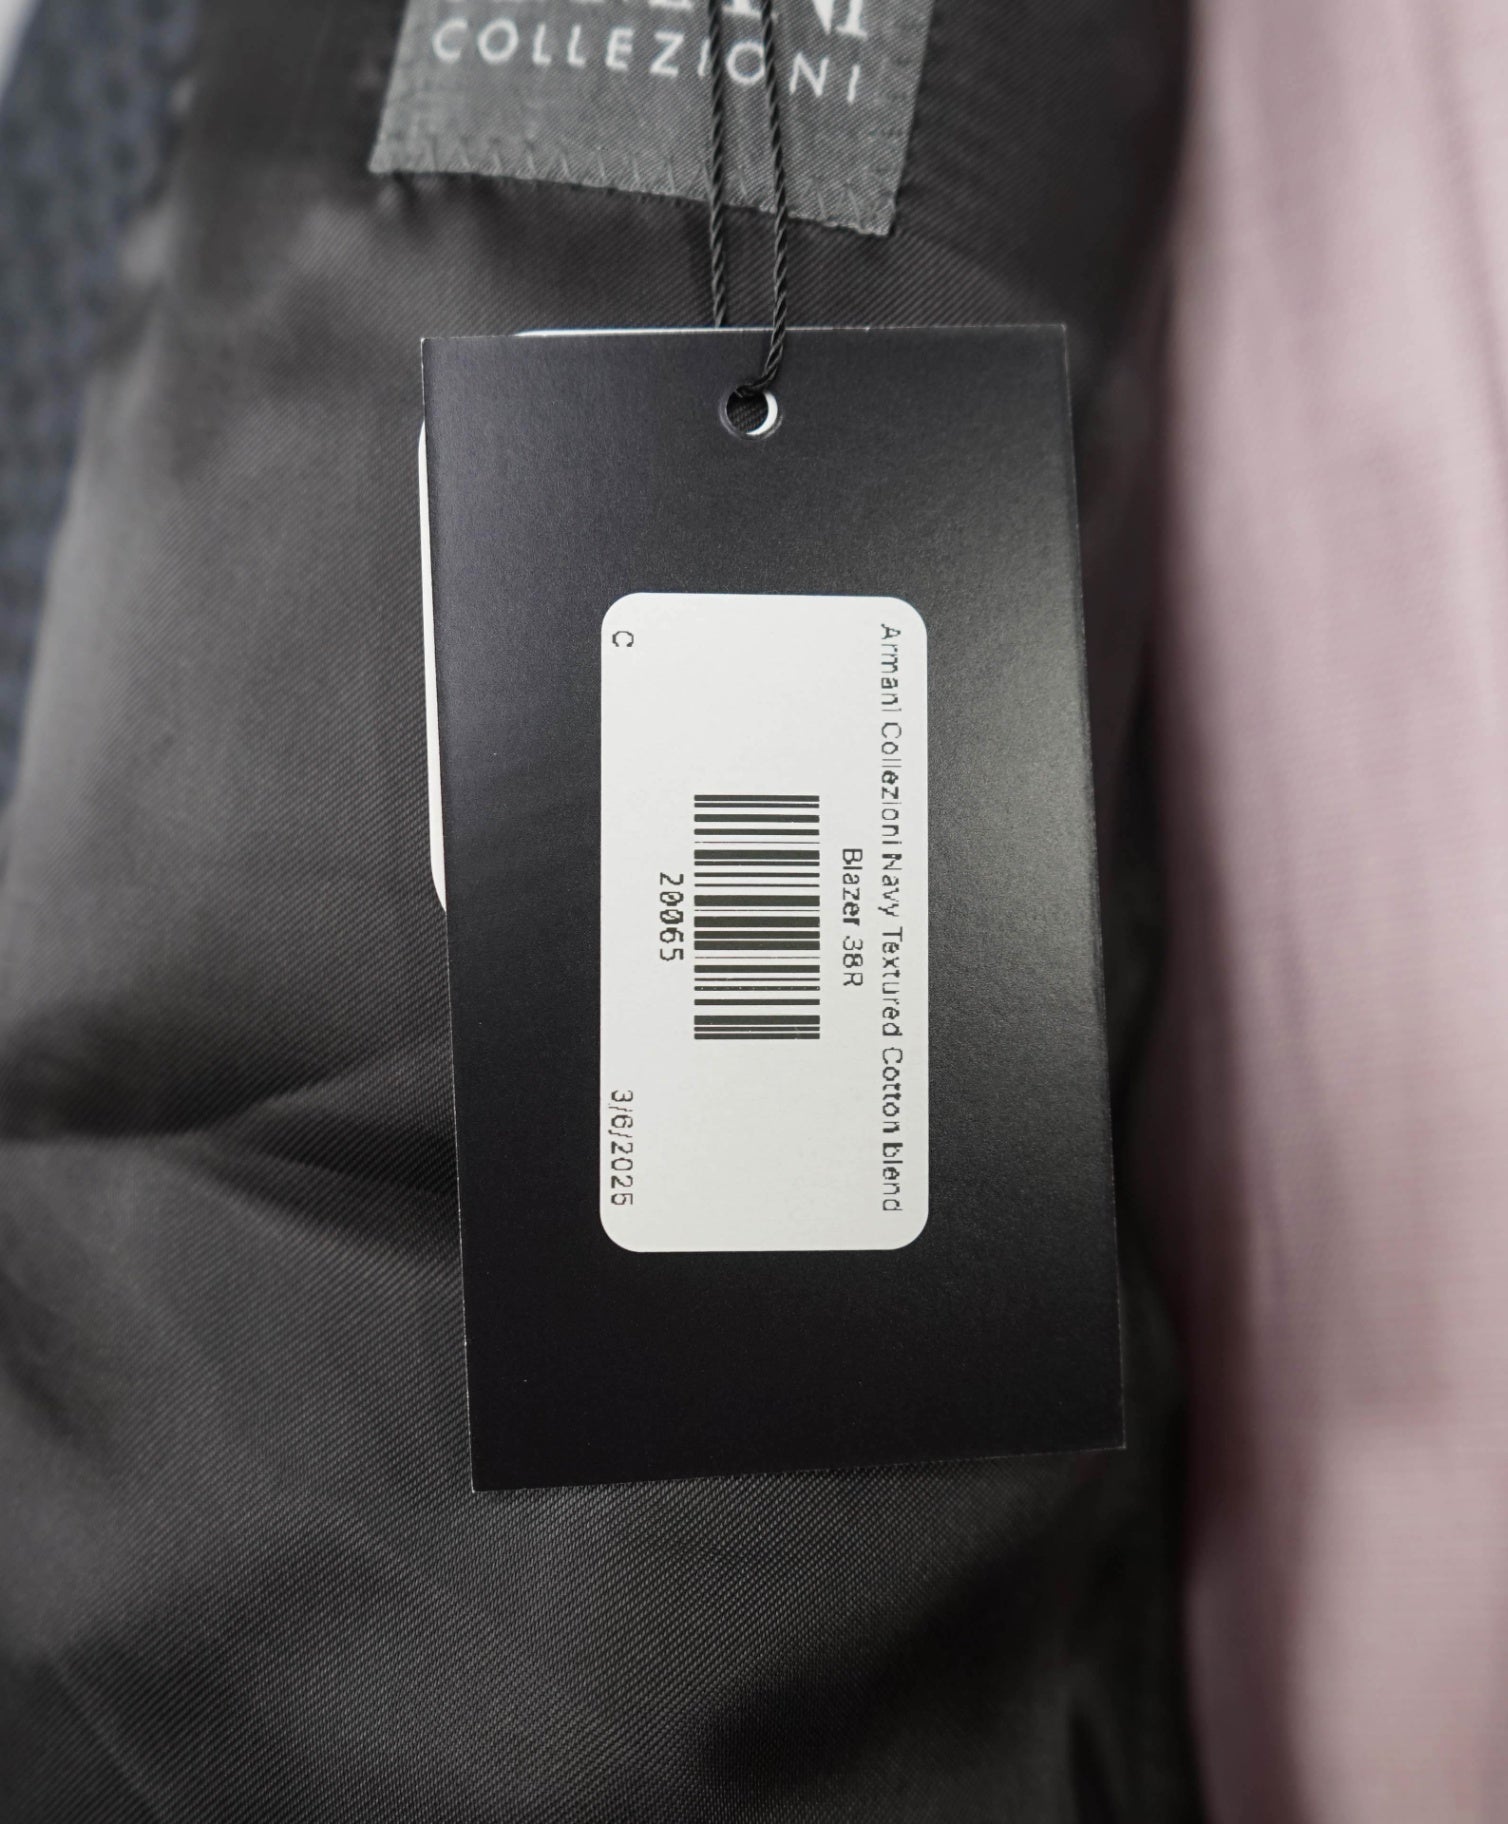 COLLEZIONI
Armani Collezioni Navy Textured Cotton blend
Blazer 38R
20065
C
3/6/2025